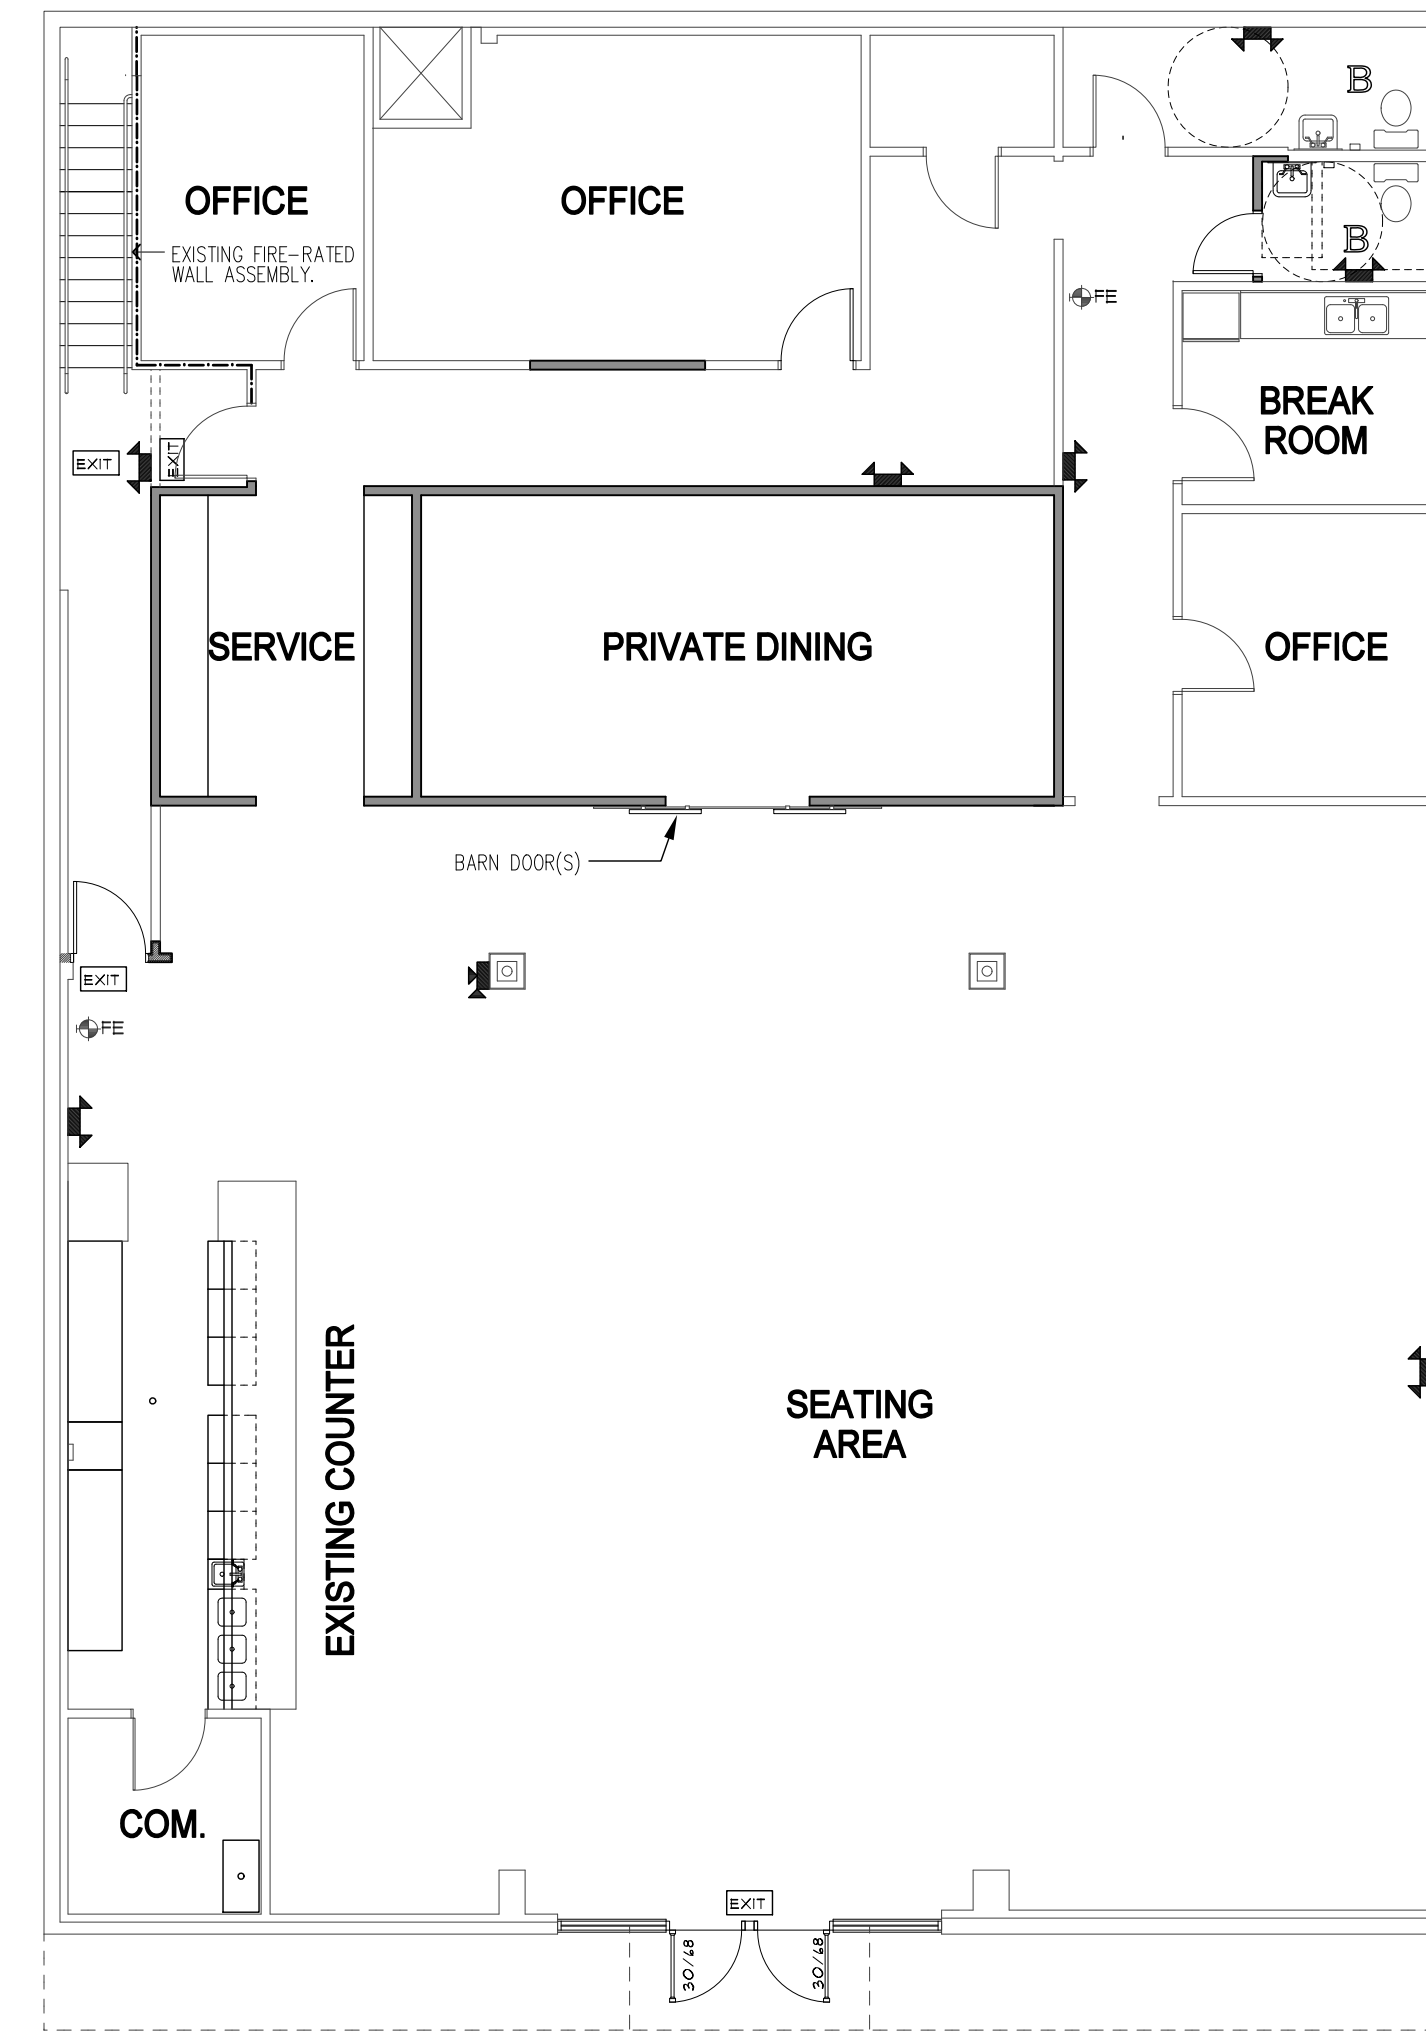 B
OFFICE
OFFICE
EXISTING FIRE-RATED
WALL ASSEMBLY.
B
FE
BREAK
ROOM
EXIT
EXIT
SERVICE
PRIVATE DINING
OFFICE
BARN DOOR(S)
EXIT
FE
EXISTING COUNTER
SEATING
AREA
COM.
EXIT
30/68
30/68